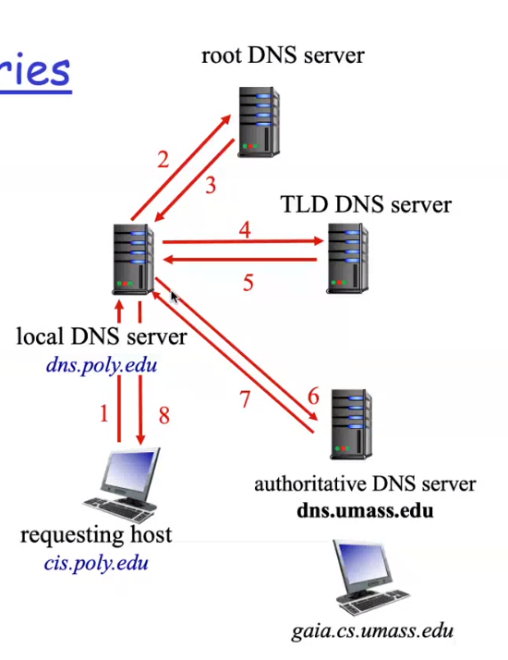 ries
root DNS server
2
3
TLD DNS server
4
5
local DNS server
dns.poly.edu
1
8
7
6
requesting host
cis.poly.edu
authoritative DNS server
dns.umass.edu
gaia.cs.umass.edu